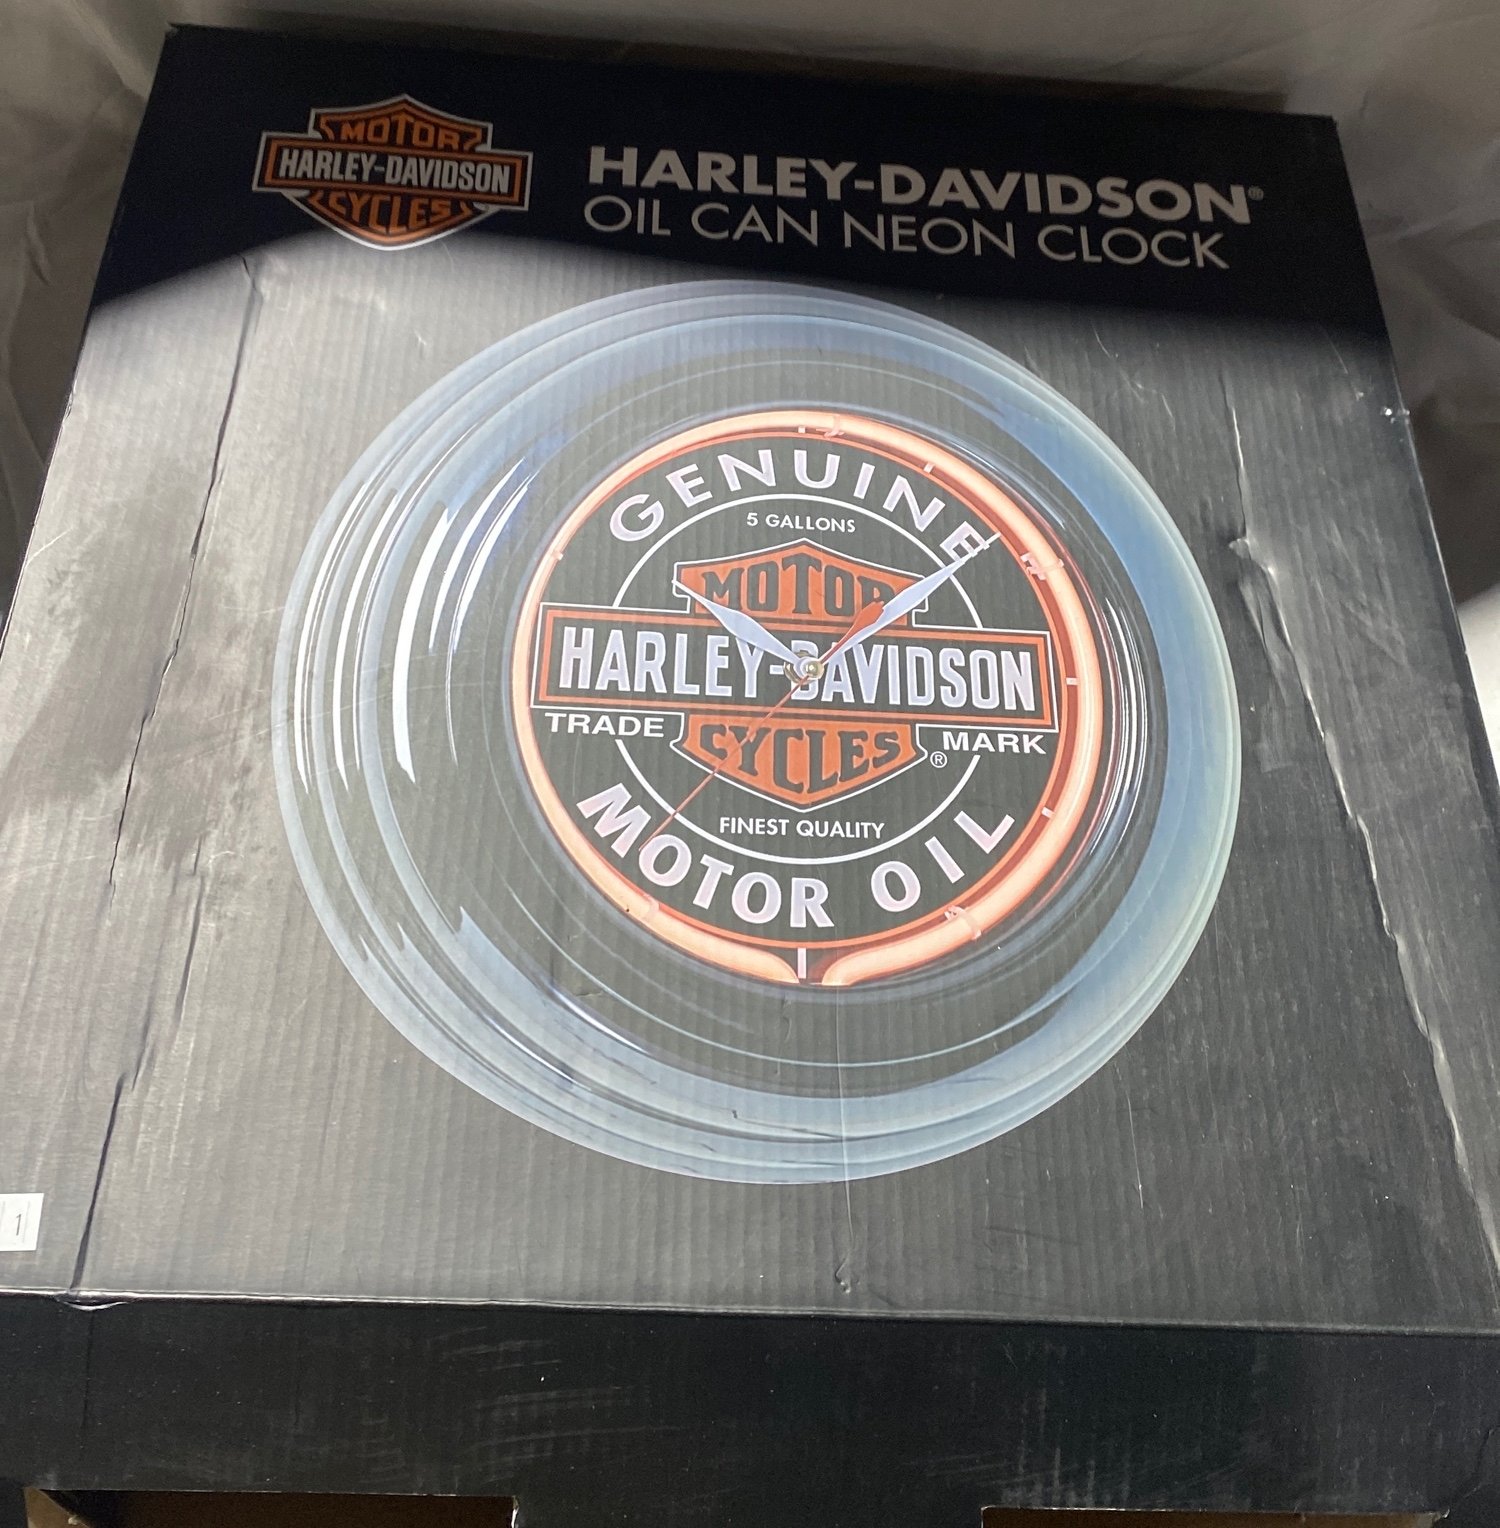 MOTOR
HARLEY-DAVIDSON
CYCLES
HARLEY-DAVIDSON®
OIL CAN NEON CLOCK
GENUINE
5 GALLONS
MOTOR
HARLEY-DAVIDSON
CYCLES
TRADE MARK
®
FINEST QUALITY
MOTOR OIL
1